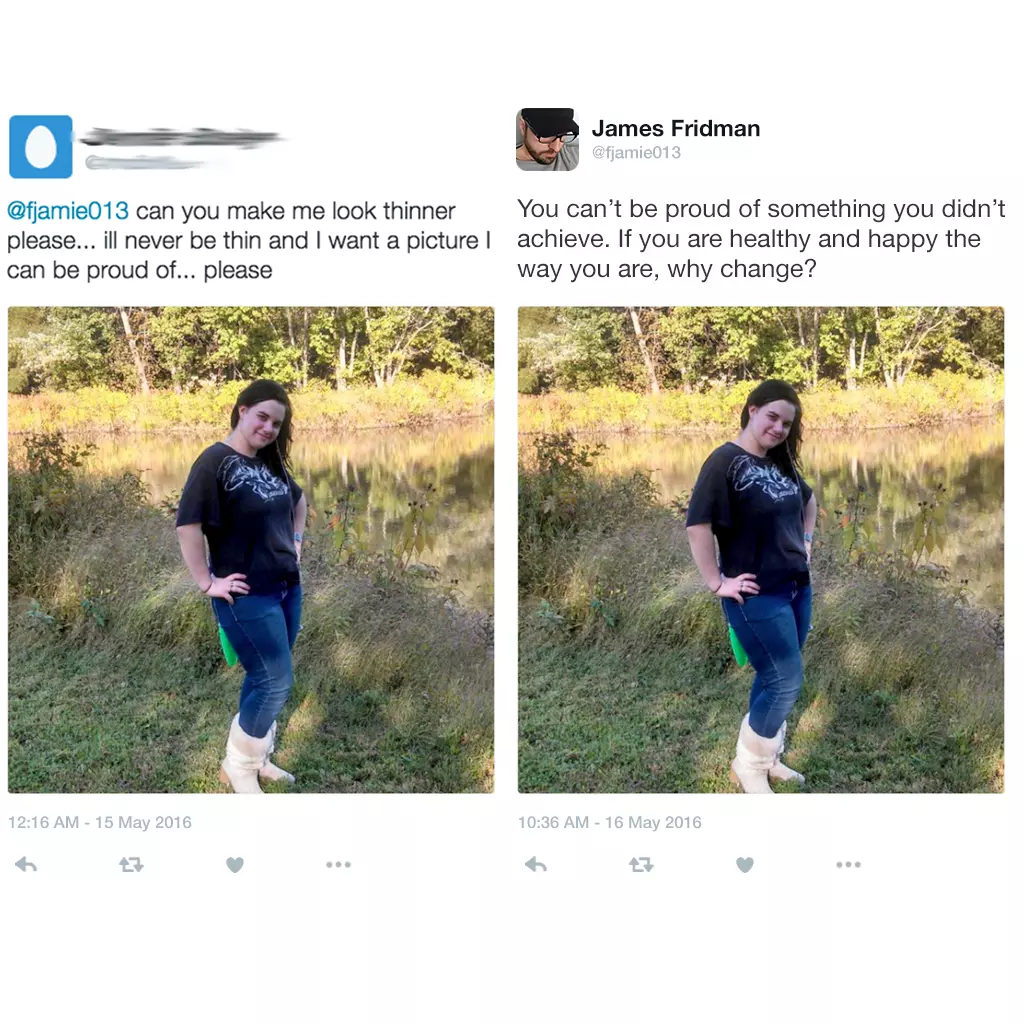 @fjamie013 can you make me look thinner
please... ill never be thin and I want a picture I
can be proud of... please
12:16 AM - 15 May 2016
James Fridman
@fjamie013
You can’t be proud of something you didn’t
achieve. If you are healthy and happy the
way you are, why change?
10:36 AM - 16 May 2016